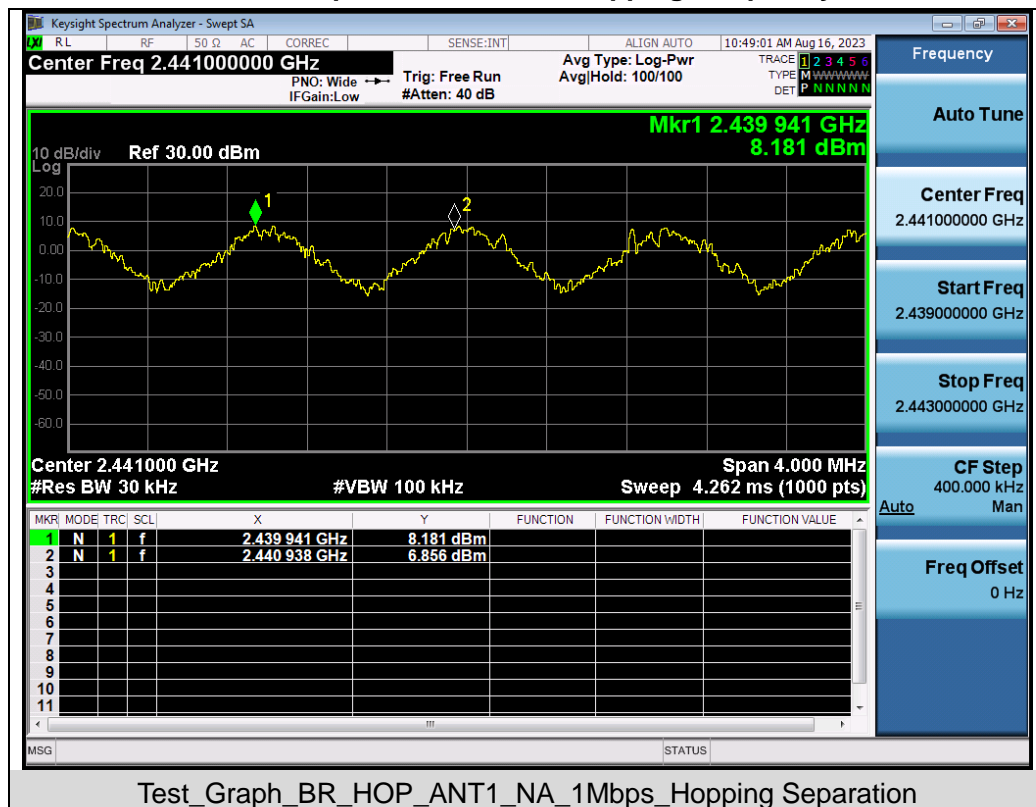 Keysight Spectrum Analyzer - Swept SA
LXI RL RF 50 Ω AC CORREC SENSE:INT ALIGN AUTO 10:49:01 AM Aug 16, 2023
Center Freq 2.441000000 GHz
PNO: Wide
IFGain:Low
Trig: Free Run
#Atten: 40 dB
Avg Type: Log-Pwr
Avg|Hold: 100/100
TRACE 1 2 3 4 5 6
TYPE M WWWWW
DET P N N N N N
Mkr1 2.439 941 GHz
8.181 dBm
10 dB/div Ref 30.00 dBm
Log
20.0
10.0
0.00
-10.0
-20.0
-30.0
-40.0
-50.0
-60.0
1
2
Center 2.441000 GHz Span 4.000 MHz
#Res BW 30 kHz #VBW 100 kHz Sweep 4.262 ms (1000 pts)
MKR MODE TRC SCL X Y FUNCTION FUNCTION WIDTH FUNCTION VALUE
1 N 1 f 2.439 941 GHz 8.181 dBm
2 N 1 f 2.440 938 GHz 6.856 dBm
3
4
5
6
7
8
9
10
11
MSG STATUS
Frequency
Auto Tune
Center Freq
2.441000000 GHz
Start Freq
2.439000000 GHz
Stop Freq
2.443000000 GHz
CF Step
400.000 kHz
Auto Man
Freq Offset
0 Hz
Test_Graph_BR_HOP_ANT1_NA_1Mbps_Hopping Separation